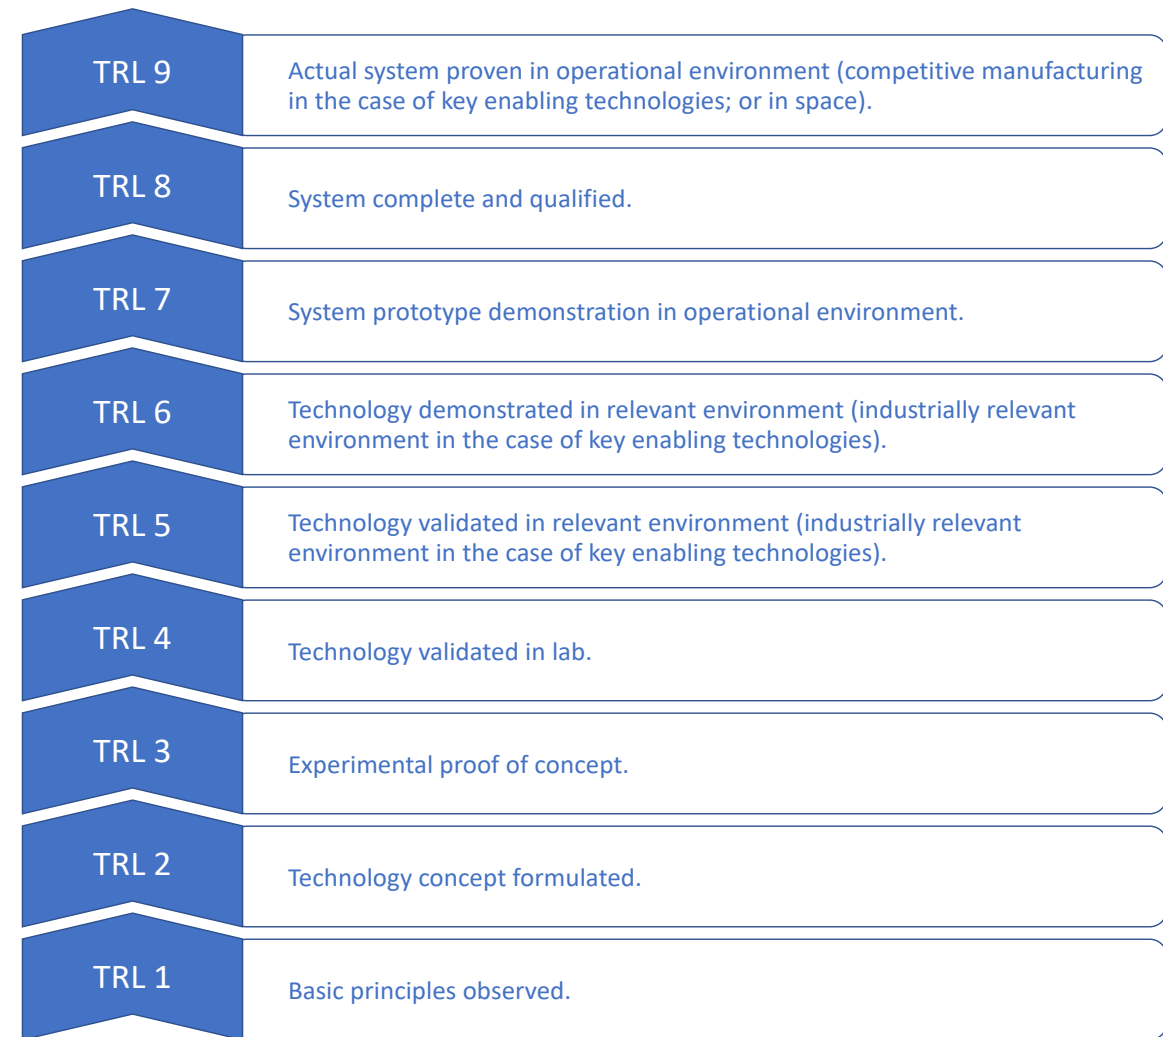 TRL 9
Actual system proven in operational environment (competitive manufacturing
in the case of key enabling technologies; or in space).
TRL 8
System complete and qualified.
TRL 7
System prototype demonstration in operational environment.
TRL 6
Technology demonstrated in relevant environment (industrially relevant
environment in the case of key enabling technologies).
TRL 5
Technology validated in relevant environment (industrially relevant
environment in the case of key enabling technologies).
TRL 4
Technology validated in lab.
TRL 3
Experimental proof of concept.
TRL 2
Technology concept formulated.
TRL 1
Basic principles observed.